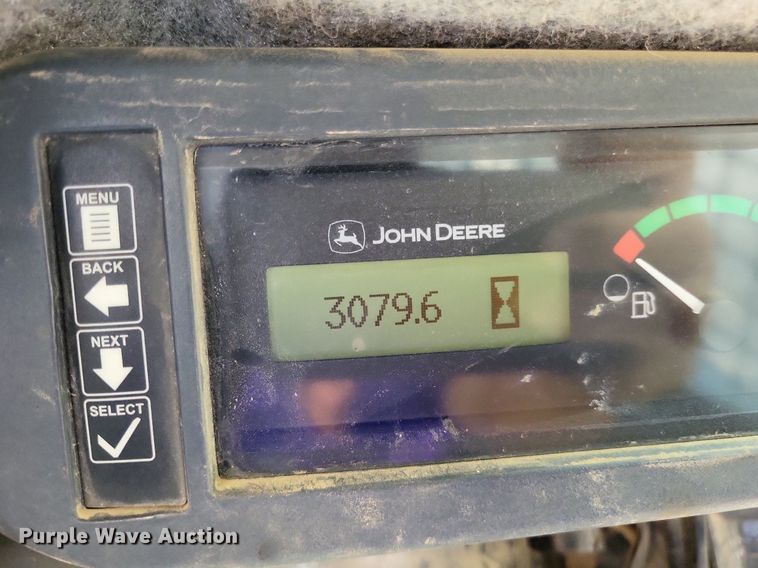 MENU
BACK
NEXT
SELECT
JOHN DEERE
3079.6
Purple Wave Auction